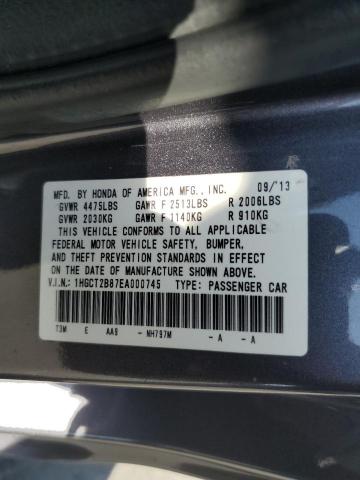 MFD. BY HONDA OF AMERICA MFG., INC. 09/'13
GVWR 4475LBS GAWR F 2513LBS R 2006LBS
GVWR 2030KG GAWR F 1140KG R 910KG
THIS VEHICLE CONFORMS TO ALL APPLICABLE
FEDERAL MOTOR VEHICLE SAFETY, BUMPER,
AND THEFT PREVENTION STANDARDS IN EFFECT
ON THE DATE OF MANUFACTURE SHOWN ABOVE.
V.I.N.: 1HGCT2B87EA000745 TYPE: PASSENGER CAR
T3M E AA9 - NH797M - A - A